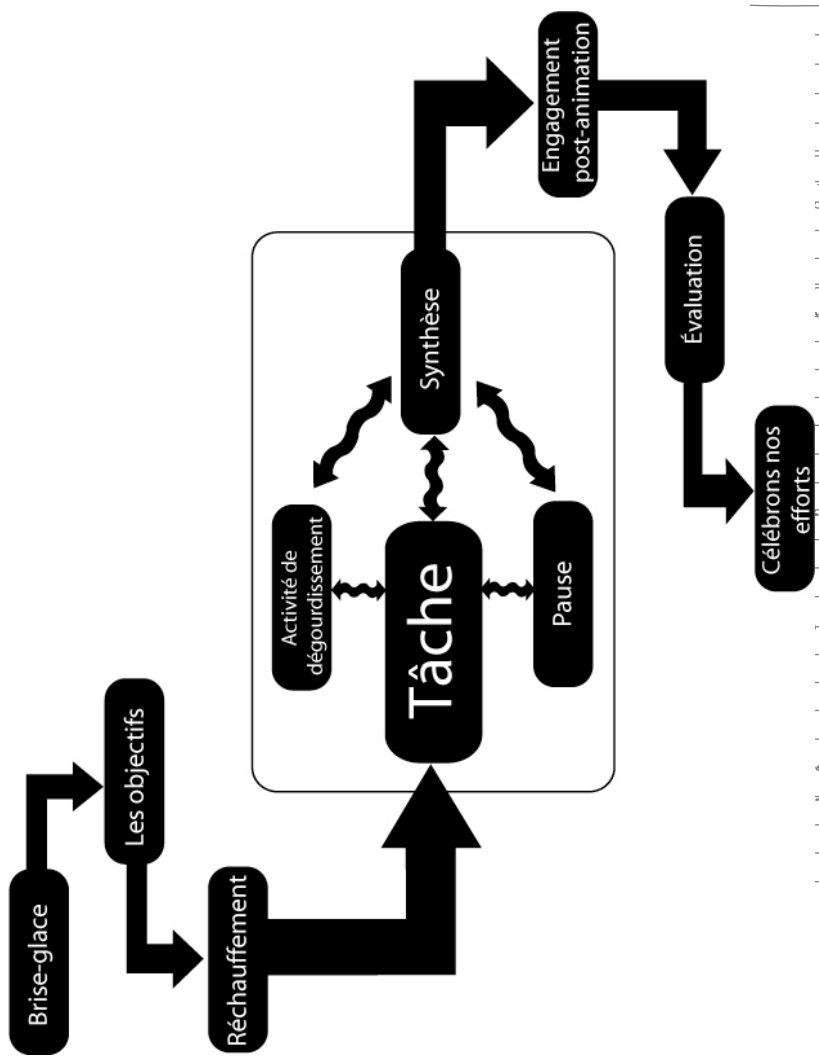 Brise-glace
Les objectifs
Réchauffement
Tâche
Activité de
dégourdissement
Pause
Synthèse
Engagement
post-animation
Évaluation
Célébrons nos
efforts